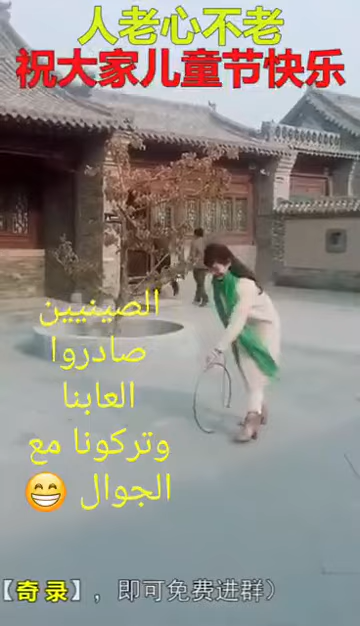 人老心不老
祝大家儿童节快乐
الصينيين
صادروا
العابنا
وتركونا مع
الجوال 😁
【奇录】，即可免费进群）